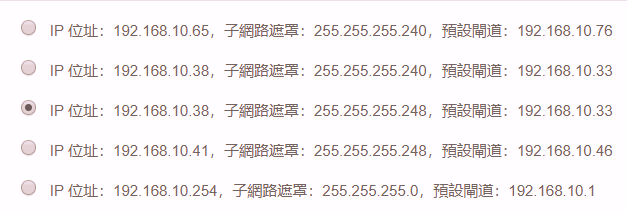 IP 位址：192.168.10.65，子網路遮罩：255.255.255.240，預設閘道：192.168.10.76
IP 位址：192.168.10.38，子網路遮罩：255.255.255.240，預設閘道：192.168.10.33
IP 位址：192.168.10.38，子網路遮罩：255.255.255.248，預設閘道：192.168.10.33
IP 位址：192.168.10.41，子網路遮罩：255.255.255.248，預設閘道：192.168.10.46
IP 位址：192.168.10.254，子網路遮罩：255.255.255.0，預設閘道：192.168.10.1